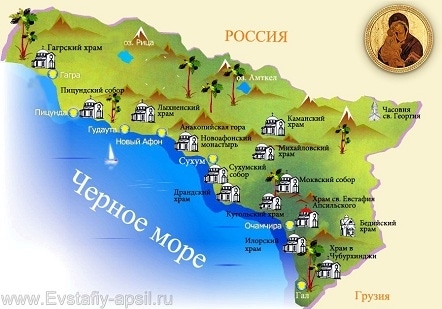 РОССИЯ
оз. Рица
Гагрский храм
Гагра
оз. Амткел
Пицундский собор
Пицунда
Лыхненский
храм
Гудаута
Новый Афон
Анакопийская гора
Новоафонский
монастырь
Каманский
храм
Часовня
св. Георгия
Михайловский
храм
Сухум
Сухумский
собор
Моквский собор
Драндский
храм
Храм св. Евстафия
Апсильского
Кутольский храм
Очамчира
Бедийский
храм
Илорский
храм
Храм в
Чубурхинджи
Черное море
Гал
Грузия
www.Evstafiy-apsil.ru